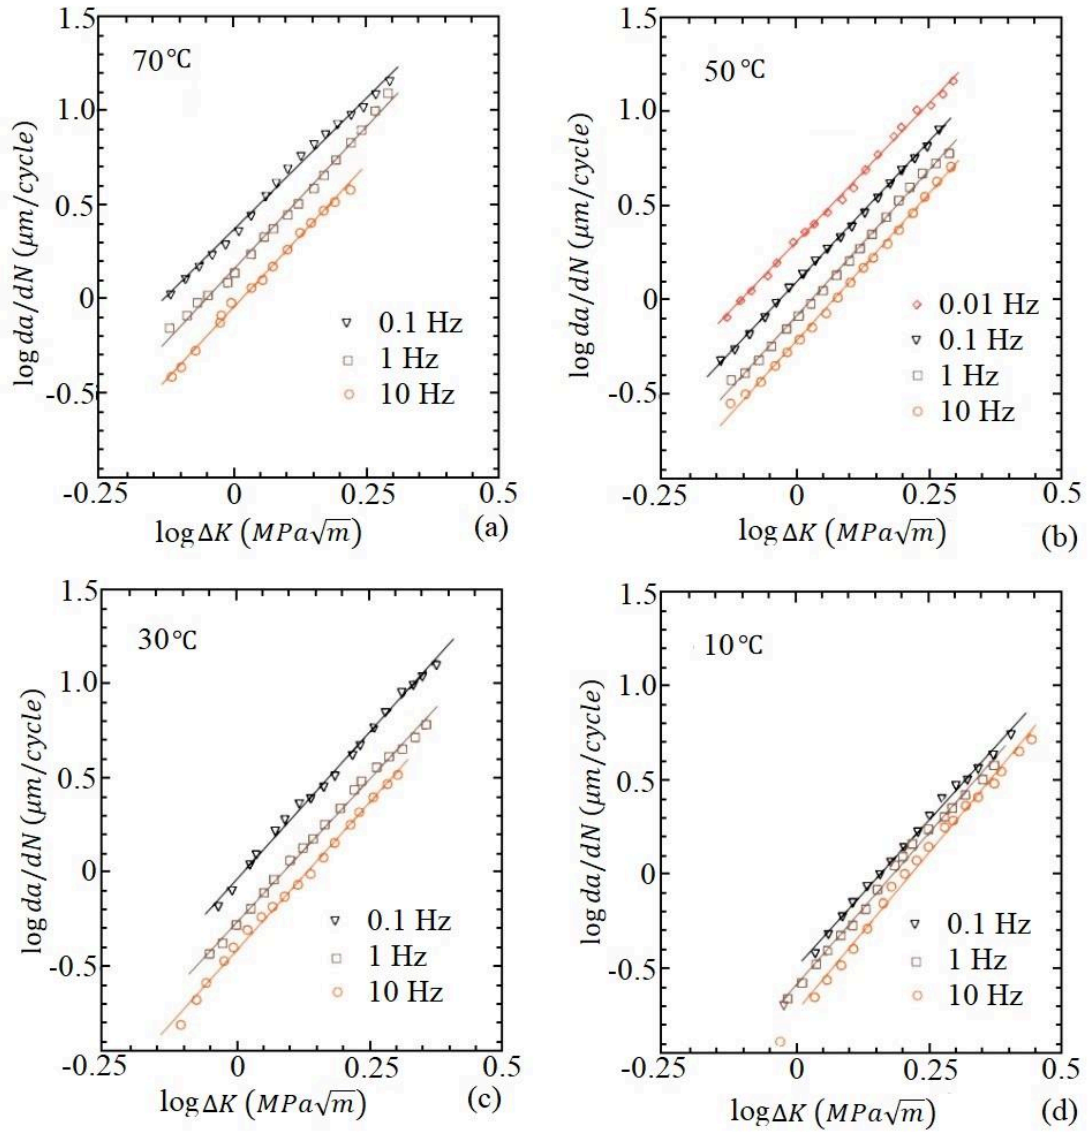 70℃
1.5
1.0
0.5
0
-0.5
-0.25
0
0.25
0.5
log da/dN (μm/cycle)
log ΔK (MPa√m)
0.1 Hz
1 Hz
10 Hz
(a)
50℃
1.5
1.0
0.5
0
-0.5
-0.25
0
0.25
0.5
log da/dN (μm/cycle)
log ΔK (MPa√m)
0.01 Hz
0.1 Hz
1 Hz
10 Hz
(b)
30℃
1.5
1.0
0.5
0
-0.5
-0.25
0
0.25
0.5
log da/dN (μm/cycle)
log ΔK (MPa√m)
0.1 Hz
1 Hz
10 Hz
(c)
10℃
1.5
1.0
0.5
0
-0.5
-0.25
0
0.25
0.5
log da/dN (μm/cycle)
log ΔK (MPa√m)
0.1 Hz
1 Hz
10 Hz
(d)